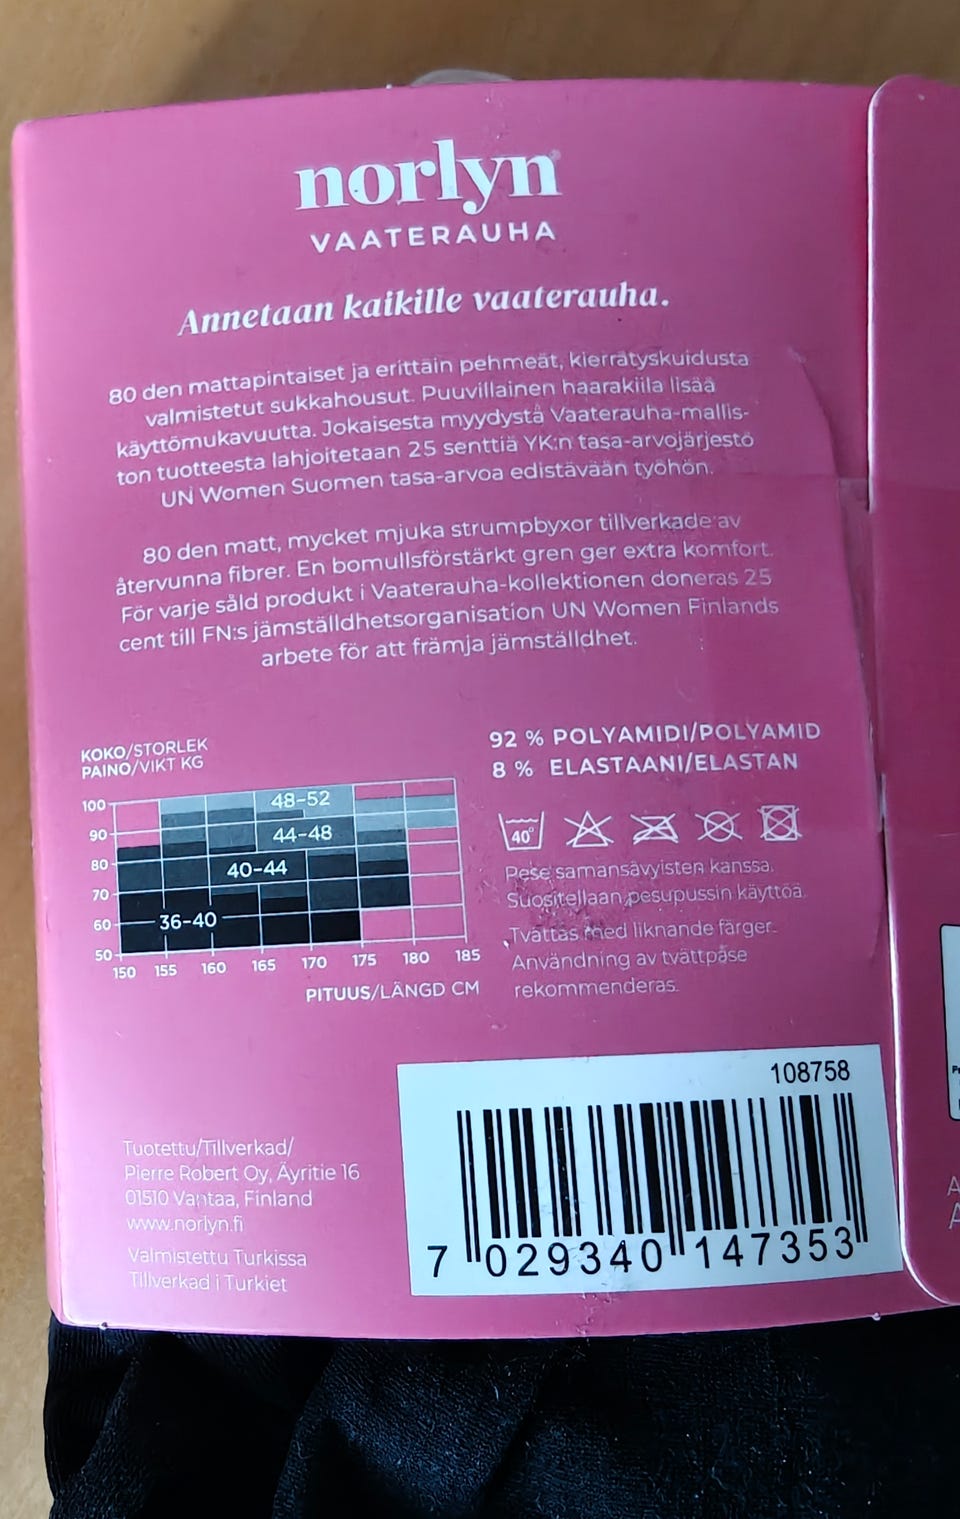 norlyn
VAATERAUHA
Annetaan kaikille vaaterauha.
80 den mattapintaiset ja erittäin pehmeät, kierrätyskuidusta
valmistetut sukkahousut. Puuvillainen haarakiila lisää
käyttömukavuutta. Jokaisesta myydystä Vaaterauha-mallis-
ton tuotteesta lahjoitetaan 25 senttiä YK:n tasa-arvojärjestö
UN Women Suomen tasa-arvoa edistävään työhön.
80 den matt, mycket mjuka strumpbyxor tillverkade av
återvunna fibrer. En bomullsförstärkt gren ger extra komfort.
För varje såld produkt i Vaaterauha-kollektionen doneras 25
cent till FN:s jämställdhetsorganisation UN Women Finlands
arbete för att främja jämställdhet.
KOKO/STORLEK
PAINO/VIKT KG
100
90
80
70
60
50
48-52
44-48
40-44
36-40
150 155 160 165 170 175 180 185
PITUUS/LÄNGD CM
92 % POLYAMIDI/POLYAMID
8 % ELASTAANI/ELASTAN
40°
Pese samansävyisten kanssa.
Suositellaan pesupussin käyttöä.
Tvättas med liknande färger.
Användning av tvättpåse
rekommenderas.
Tuotettu/Tillverkad/
Pierre Robert Oy, Äyritie 16
01510 Vantaa, Finland
www.norlyn.fi
Valmistettu Turkissa
Tillverkad i Turkiet
108758
7 029340 147353